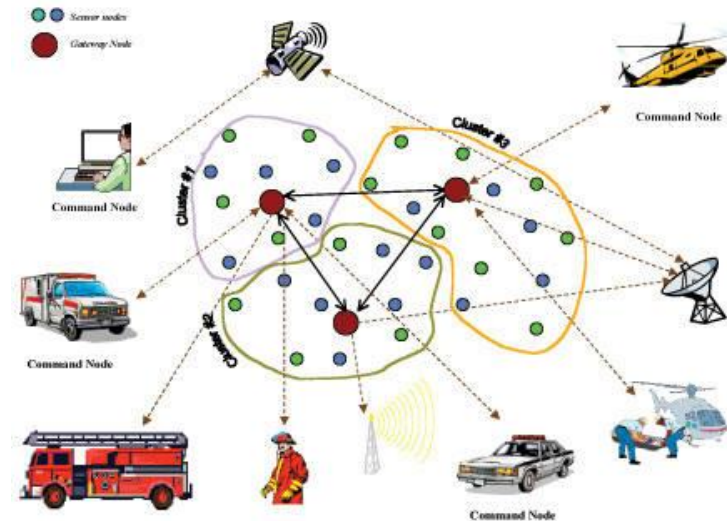 Sensor nodes
Gateway Node
Command Node
Cluster #1
Cluster #3
Command Node
Command Node
Cluster #2
Command Node